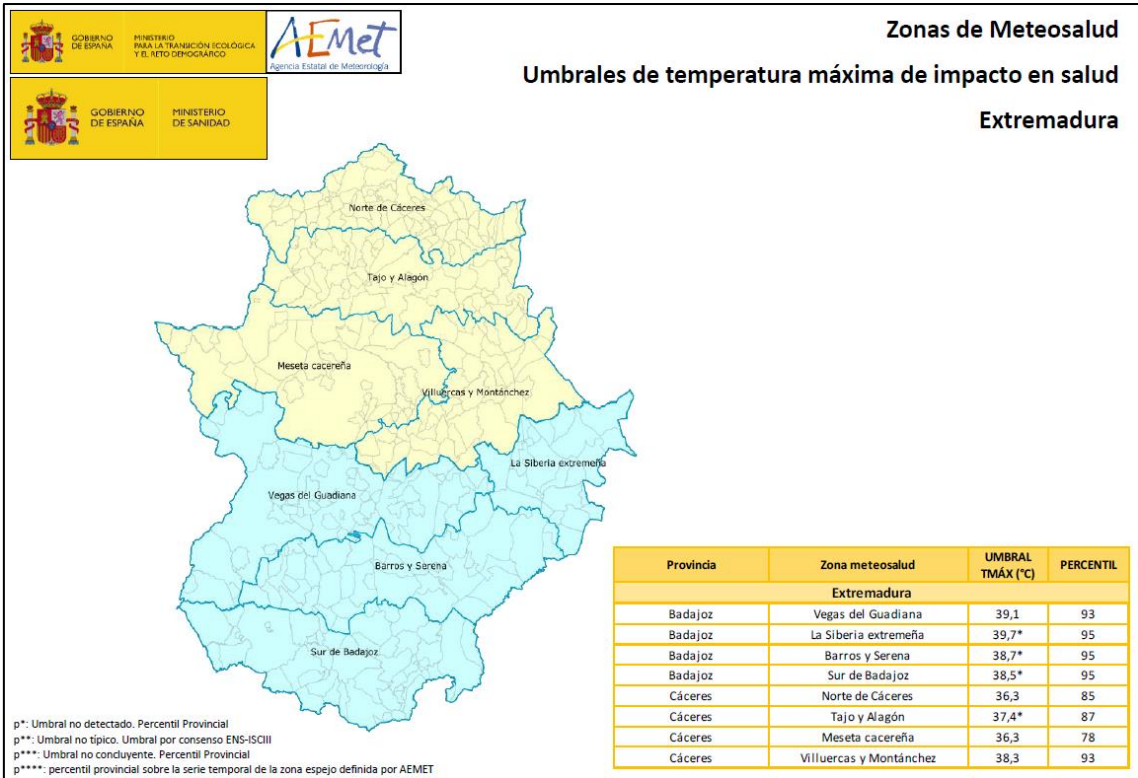 GOBIERNO
DE ESPAÑA
MINISTERIO
PARA LA TRANSICIÓN ECOLÓGICA
Y EL RETO DEMOGRÁFICO
AEMet
Agencia Estatal de Meteorología
GOBIERNO
DE ESPAÑA
MINISTERIO
DE SANIDAD
Zonas de Meteosalud
Umbrales de temperatura máxima de impacto en salud
Extremadura
Norte de Cáceres
Tajo y Alagón
Meseta cacereña
Villuercas y Montánchez
La Siberia extremeña
Vegas del Guadiana
Barros y Serena
Sur de Badajoz
Provincia Zona meteosalud UMBRAL TMÁX (°C) PERCENTIL
Extremadura
Badajoz Vegas del Guadiana 39,1 93
Badajoz La Siberia extremeña 39,7* 95
Badajoz Barros y Serena 38,7* 95
Badajoz Sur de Badajoz 38,5* 95
Cáceres Norte de Cáceres 36,3 85
Cáceres Tajo y Alagón 37,4* 87
Cáceres Meseta cacereña 36,3 78
Cáceres Villuercas y Montánchez 38,3 93
p*: Umbral no detectado. Percentil Provincial
p**: Umbral no típico. Umbral por consenso ENS-ISCIII
p***: Umbral no concluyente. Percentil Provincial
p****: percentil provincial sobre la serie temporal de la zona espejo definida por AEMET